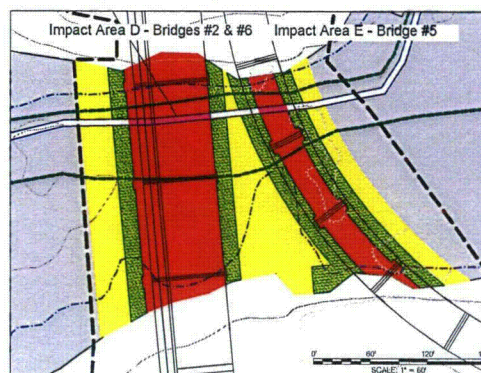 Impact Area D - Bridges #2 & #6
Impact Area E - Bridge #5
0' 60' 120'
SCALE: 1" = 60'